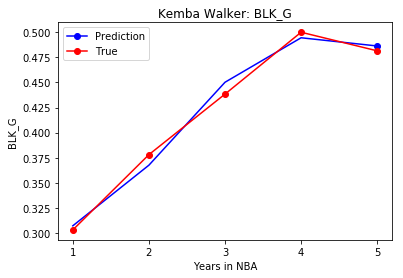 Kemba Walker: BLK_G
Prediction
True
0.500
0.475
0.450
0.425
0.400
0.375
0.350
0.325
0.300
BLK_G
1 2 3 4 5
Years in NBA